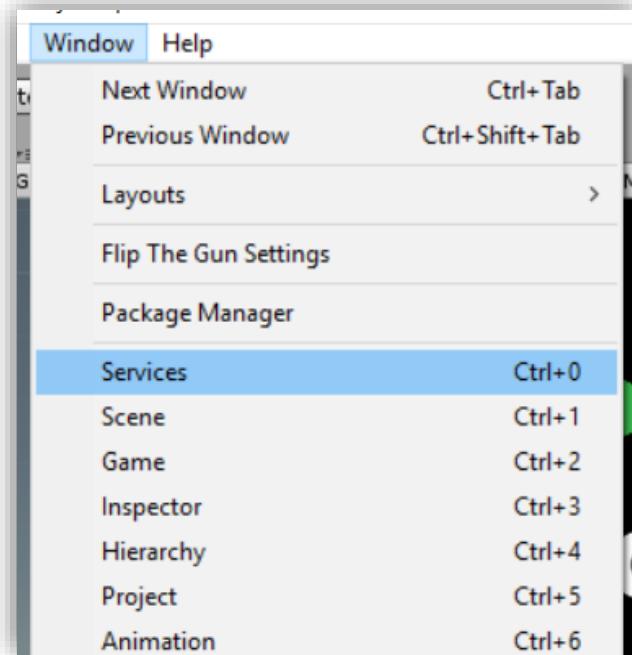 Window Help
Next Window Ctrl+Tab
Previous Window Ctrl+Shift+Tab
Layouts >
Flip The Gun Settings
Package Manager
Services Ctrl+0
Scene Ctrl+1
Game Ctrl+2
Inspector Ctrl+3
Hierarchy Ctrl+4
Project Ctrl+5
Animation Ctrl+6